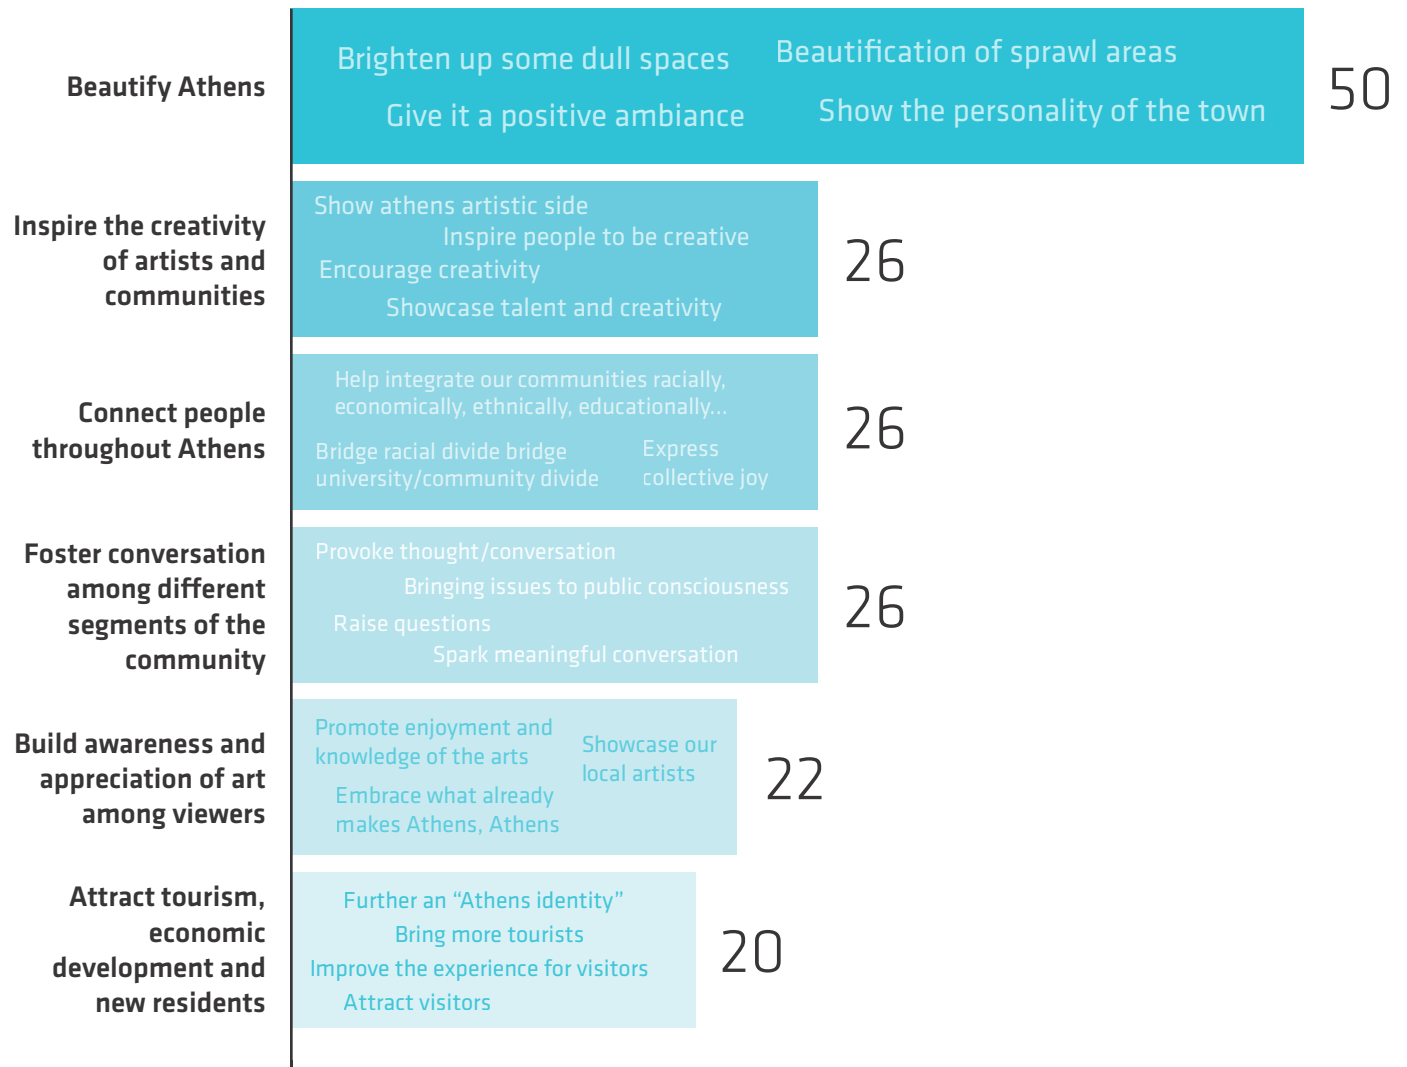 Beautify Athens
Brighten up some dull spaces
Beautification of sprawl areas
Give it a positive ambiance
Show the personality of the town
50
Inspire the creativity
of artists and
communities
Show athens artistic side
Inspire people to be creative
Encourage creativity
Showcase talent and creativity
26
Connect people
throughout Athens
Help integrate our communities racially,
economically, ethnically, educationally...
Bridge racial divide bridge
university/community divide
Express
collective joy
26
Foster conversation
among different
segments of the
community
Provoke thought/conversation
Bringing issues to public consciousness
Raise questions
Spark meaningful conversation
26
Build awareness and
appreciation of art
among viewers
Promote enjoyment and
knowledge of the arts
Showcase our
local artists
Embrace what already
makes Athens, Athens
22
Attract tourism,
economic
development and
new residents
Further an “Athens identity”
Bring more tourists
Improve the experience for visitors
Attract visitors
20